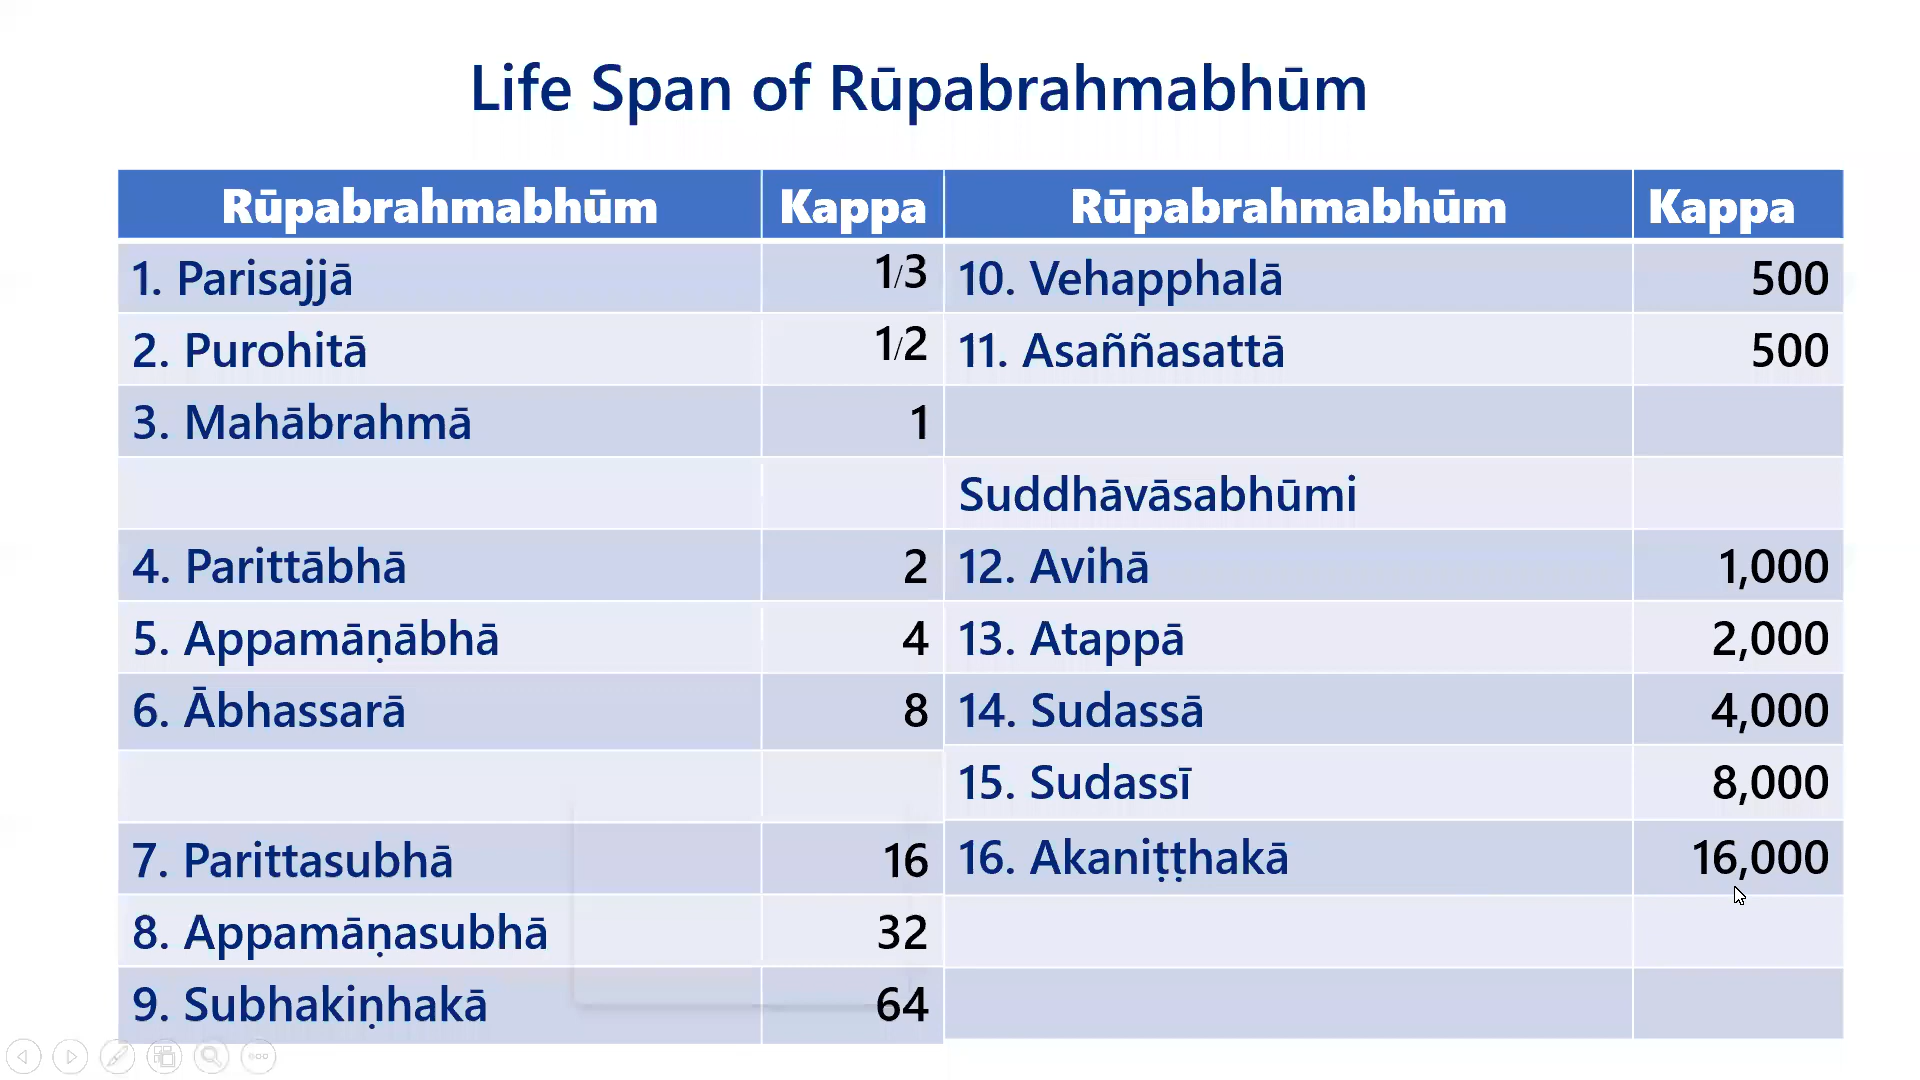 Life Span of Rūpabrahmabhūm
Rūpabrahmabhūm Kappa Rūpabrahmabhūm Kappa
1. Parisajjā 1/3 10. Vehapphalā 500
2. Purohitā 1/2 11. Asaññasattā 500
3. Mahābrahmā 1
Suddhāvāsabhūmi
4. Parittābhā 2 12. Avihā 1,000
5. Appamāṇābhā 4 13. Atappā 2,000
6. Ābhassarā 8 14. Sudassā 4,000
15. Sudassī 8,000
7. Parittasubhā 16 16. Akaniṭṭhakā 16,000
8. Appamāṇasubhā 32
9. Subhakiṇhakā 64